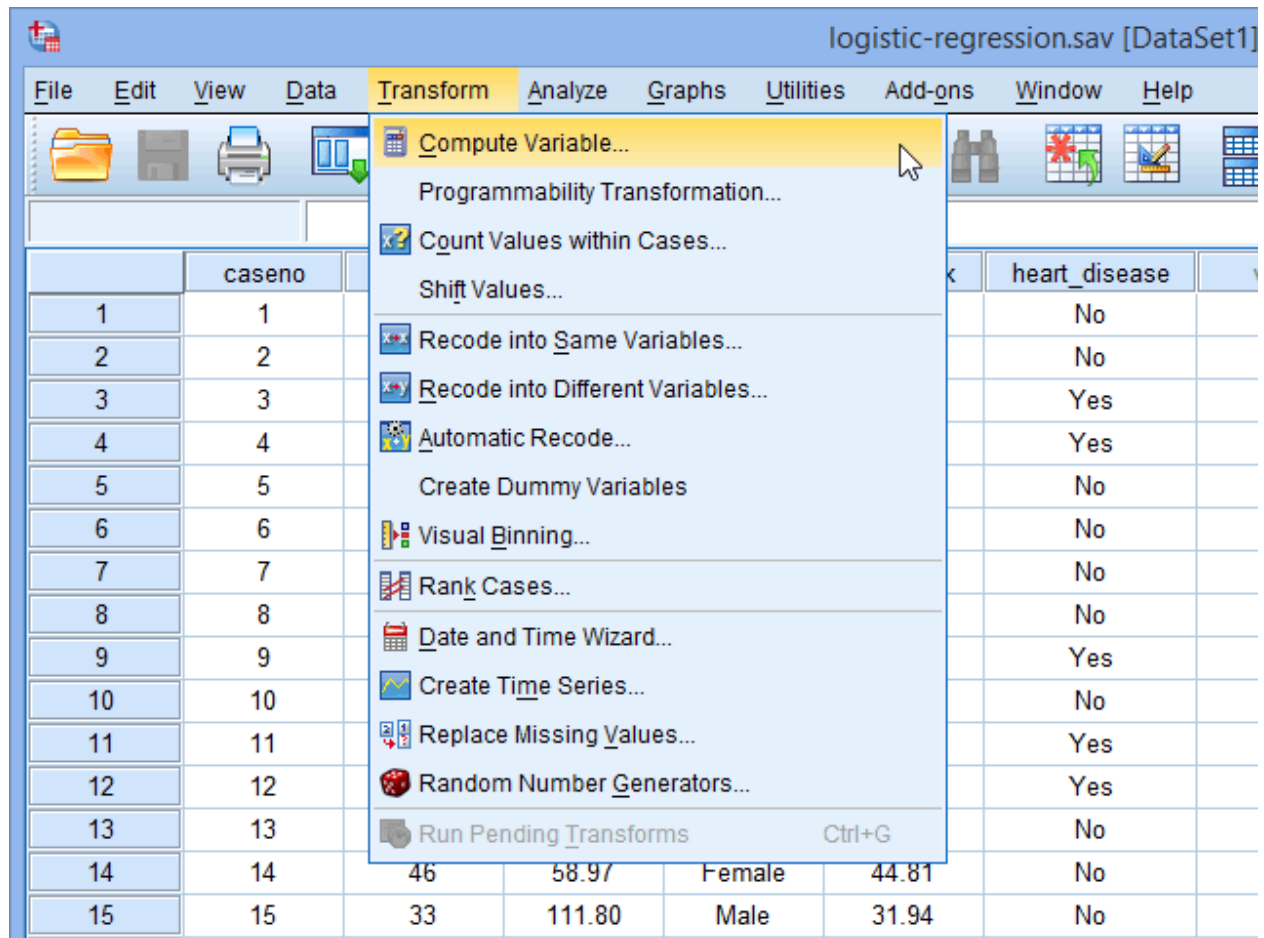 logistic-regression.sav [DataSet1]
File Edit View Data Transform Analyze Graphs Utilities Add-ons Window Help
Compute Variable...
Programmability Transformation...
Count Values within Cases...
Shift Values...
Recode into Same Variables...
Recode into Different Variables...
Automatic Recode...
Create Dummy Variables
Visual Binning...
Rank Cases...
Date and Time Wizard...
Create Time Series...
Replace Missing Values...
Random Number Generators...
Run Pending Transforms Ctrl+G
caseno heart_disease
1 1 No
2 2 No
3 3 Yes
4 4 Yes
5 5 No
6 6 No
7 7 No
8 8 No
9 9 Yes
10 10 No
11 11 Yes
12 12 Yes
13 13 No
14 14 46 58.97 Female 44.81 No
15 15 33 111.80 Male 31.94 No